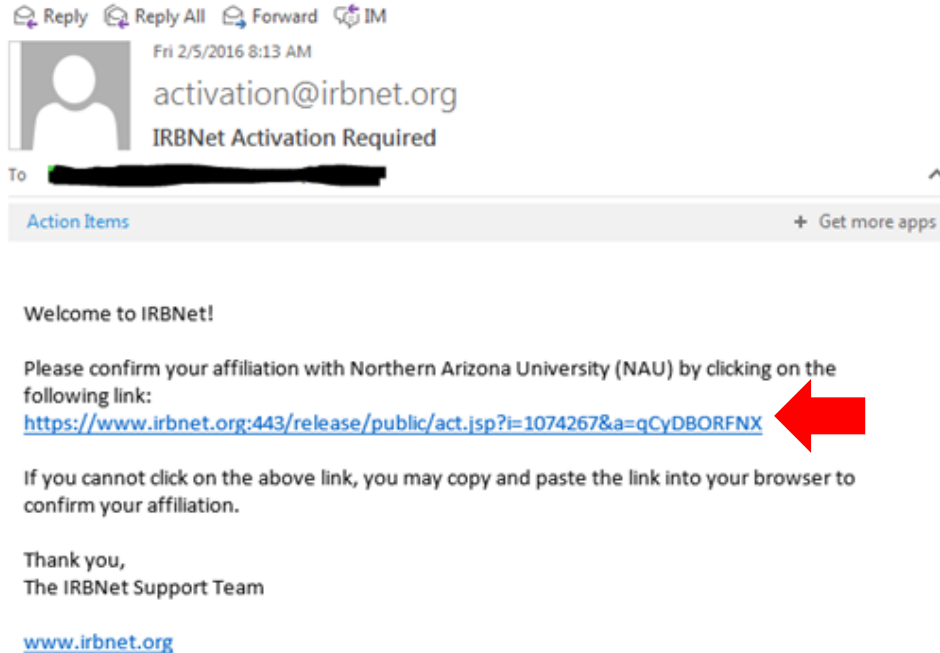 Reply Reply All Forward IM
Fri 2/5/2016 8:13 AM
activation@irbnet.org
IRBNet Activation Required
To
Action Items + Get more apps
Welcome to IRBNet!
Please confirm your affiliation with Northern Arizona University (NAU) by clicking on the
following link:
https://www.irbnet.org:443/release/public/act.jsp?i=1074267&a=qCyDBORFNX
If you cannot click on the above link, you may copy and paste the link into your browser to
confirm your affiliation.
Thank you,
The IRBNet Support Team
www.irbnet.org